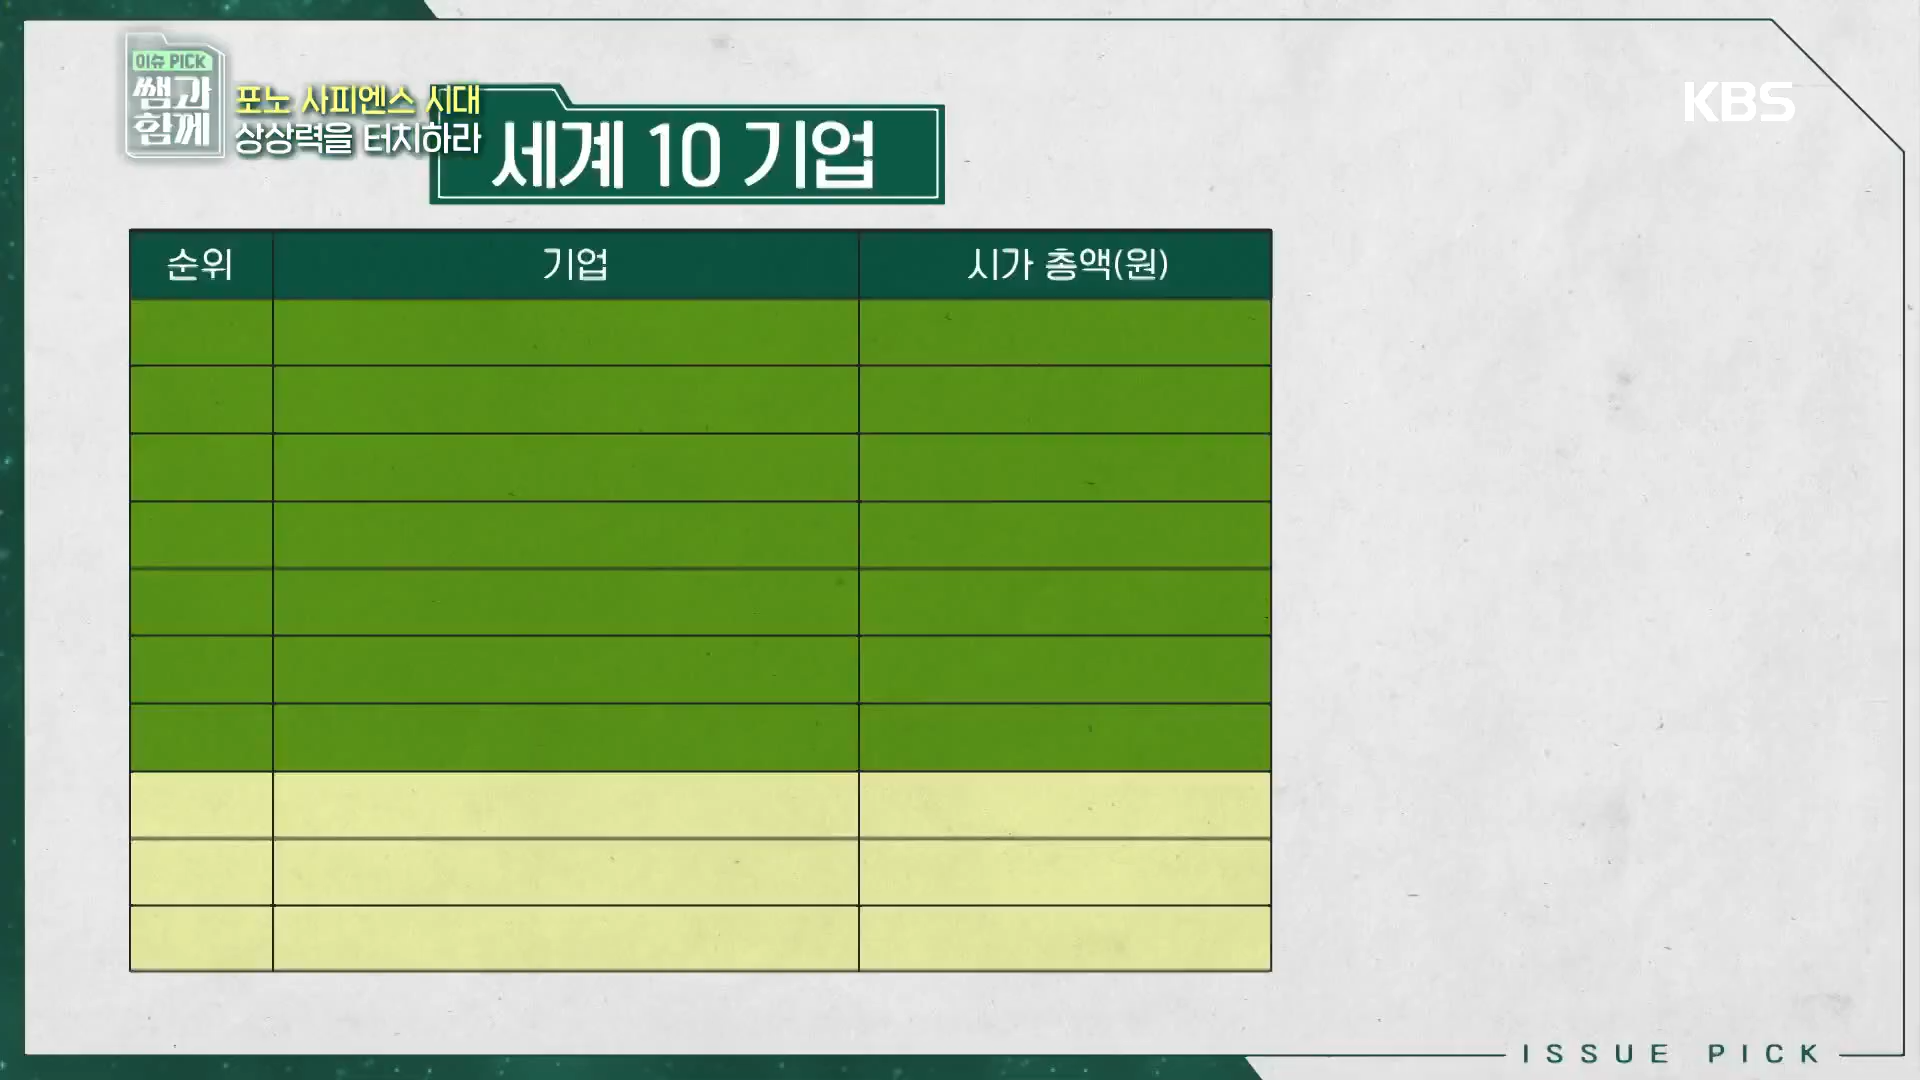 이슈 PICK
쌤과
함께
포노 사피엔스 시대
상상력을 터치하라
KBS
세계 10 기업
순위 기업 시가 총액(원)
ISSUE PICK